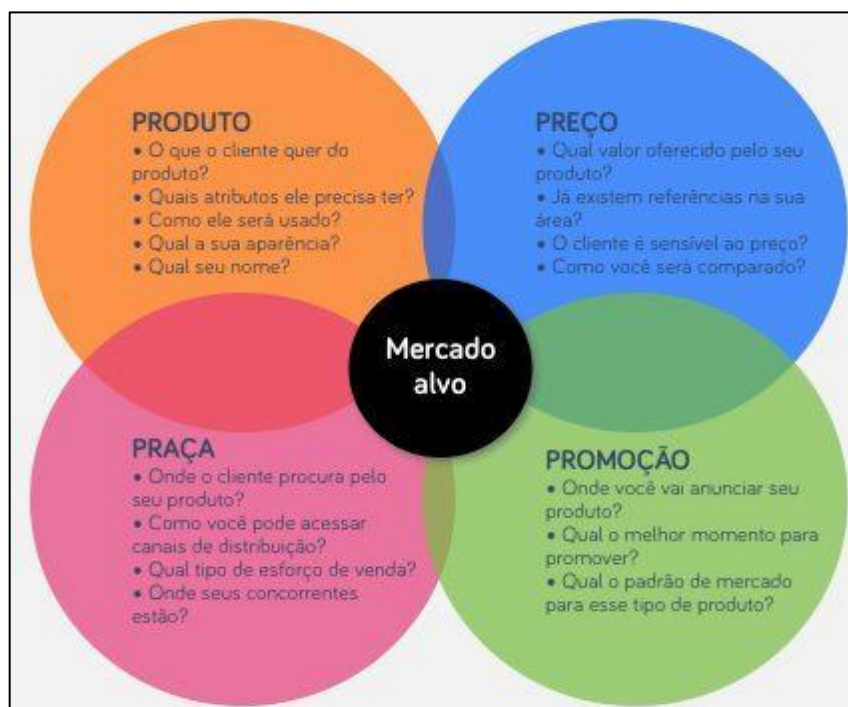 PRODUTO
• O que o cliente quer do
produto?
• Quais atributos ele precisa ter?
• Como ele será usado?
• Qual a sua aparência?
• Qual seu nome?
PREÇO
• Qual valor oferecido pelo seu
produto?
• Já existem referências na sua
área?
• O cliente é sensível ao preço?
• Como você será comparado?
Mercado
alvo
PRAÇA
• Onde o cliente procura pelo
seu produto?
• Como você pode acessar
canais de distribuição?
• Qual tipo de esforço de venda?
• Onde seus concorrentes
estão?
PROMOÇÃO
• Onde você vai anunciar seu
produto?
• Qual o melhor momento para
promover?
• Qual o padrão de mercado
para esse tipo de produto?